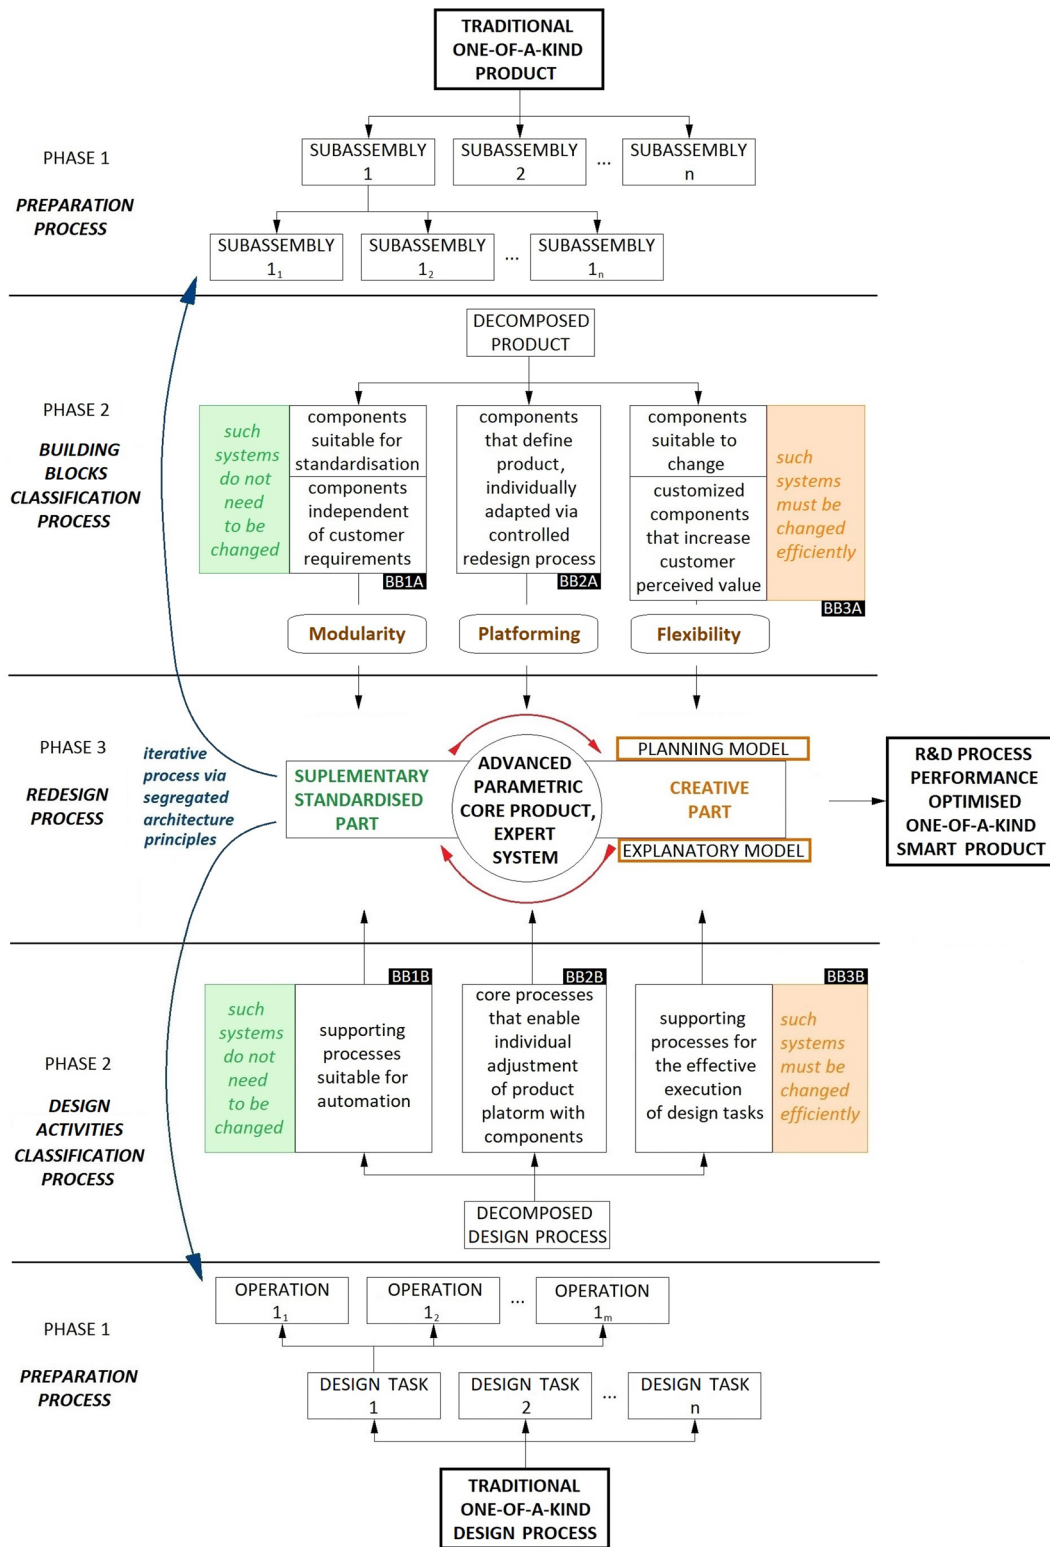 TRADITIONAL
ONE-OF-A-KIND
PRODUCT
PHASE 1
PREPARATION
PROCESS
SUBASSEMBLY
1
SUBASSEMBLY
2
...
SUBASSEMBLY
n
SUBASSEMBLY
1₁
SUBASSEMBLY
1₂
...
SUBASSEMBLY
1ₙ
DECOMPOSED
PRODUCT
PHASE 2
BUILDING
BLOCKS
CLASSIFICATION
PROCESS
such
systems
do not
need
to be
changed
components
suitable for
standardisation
components
independent
of customer
requirements
BB1A
components
that define
product,
individually
adapted via
controlled
redesign process
BB2A
components
suitable to
change
customized
components
that increase
customer
perceived value
such
systems
must be
changed
efficiently
BB3A
Modularity
Platforming
Flexibility
PHASE 3
REDESIGN
PROCESS
iterative
process via
segregated
architecture
principles
SUPLEMENTARY
STANDARDISED
PART
ADVANCED
PARAMETRIC
CORE PRODUCT,
EXPERT
SYSTEM
PLANNING MODEL
CREATIVE
PART
EXPLANATORY MODEL
R&D PROCESS
PERFORMANCE
OPTIMISED
ONE-OF-A-KIND
SMART PRODUCT
PHASE 2
DESIGN
ACTIVITIES
CLASSIFICATION
PROCESS
such
systems
do not
need
to be
changed
BB1B
supporting
processes
suitable for
automation
BB2B
core processes
that enable
individual
adjustment
of product
platorm with
components
BB3B
supporting
processes for
the effective
execution
of design tasks
such
systems
must be
changed
efficiently
DECOMPOSED
DESIGN PROCESS
PHASE 1
PREPARATION
PROCESS
OPERATION
1₁
OPERATION
1₂
...
OPERATION
1ₘ
DESIGN TASK
1
DESIGN TASK
2
...
DESIGN TASK
n
TRADITIONAL
ONE-OF-A-KIND
DESIGN PROCESS